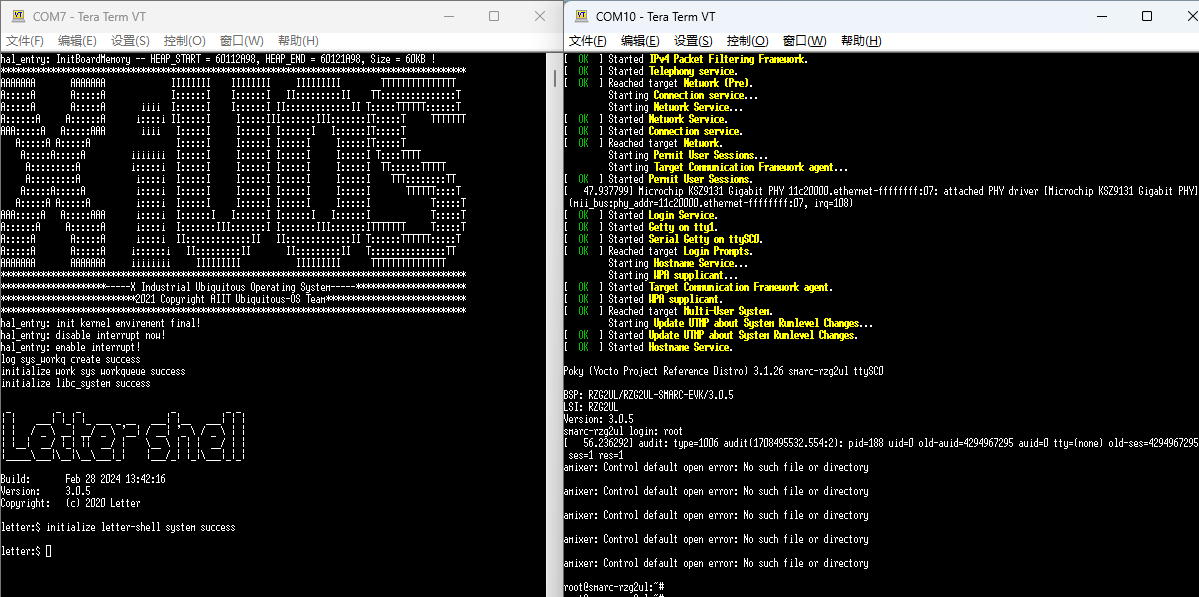 COM7 - Tera Term VT
文件(F) 编辑(E) 设置(S) 控制(O) 窗口(W) 帮助(H)
hal_entry: InitBoardMemory -- HEAP_START = 6D112A98, HEAP_END = 6D121A98, Size = 60KB !
-----X Industrial Ubiquitous Operating System-----
2021 Copyright AIIT Ubiquitous-OS Team
hal_entry: init kernel envirement final!
hal_entry: disable interrupt now!
hal_entry: enable interrupt!
log sys_workq create success
initialize work sys workqueue success
initialize libc_system success
Letter shell
Build:       Feb 28 2024 13:42:16
Version:     3.0.5
Copyright:   (c) 2020 Letter
letter:$ initialize letter-shell system success
letter:$
COM10 - Tera Term VT
文件(F) 编辑(E) 设置(S) 控制(O) 窗口(W) 帮助(H)
[  OK  ] Started IPv4 Packet Filtering Framework.
[  OK  ] Started Telephony service.
[  OK  ] Reached target Network (Pre).
         Starting Connection service...
         Starting Network Service...
[  OK  ] Started Network Service.
[  OK  ] Started Connection service.
[  OK  ] Reached target Network.
         Starting Permit User Sessions...
         Starting Target Communication Framework agent...
[  OK  ] Started Permit User Sessions.
[   47.937799] Microchip KSZ9131 Gigabit PHY 11c20000.ethernet-ffffffff:07: attached PHY driver [Microchip KSZ9131 Gigabit PHY]
(mii_bus:phy_addr=11c20000.ethernet-ffffffff:07, irq=108)
[  OK  ] Started Login Service.
[  OK  ] Started Getty on tty1.
[  OK  ] Started Serial Getty on ttySC0.
[  OK  ] Reached target Login Prompts.
         Starting Hostname Service...
         Starting WPA supplicant...
[  OK  ] Started Target Communication Framework agent.
[  OK  ] Started WPA supplicant.
[  OK  ] Reached target Multi-User System.
         Starting Update UTMP about System Runlevel Changes...
[  OK  ] Started Update UTMP about System Runlevel Changes.
[  OK  ] Started Hostname Service.
Poky (Yocto Project Reference Distro) 3.1.26 smarc-rzg2ul ttySC0
BSP: RZG2UL/RZG2UL-SMARC-EVK/3.0.5
LSI: RZG2UL
Version: 3.0.5
smarc-rzg2ul login: root
[   56.236292] audit: type=1006 audit(1708495532.554:2): pid=188 uid=0 old-auid=4294967295 auid=0 tty=(none) old-ses=4294967295
ses=1 res=1
amixer: Control default open error: No such file or directory
amixer: Control default open error: No such file or directory
amixer: Control default open error: No such file or directory
amixer: Control default open error: No such file or directory
amixer: Control default open error: No such file or directory
root@smarc-rzg2ul:~#